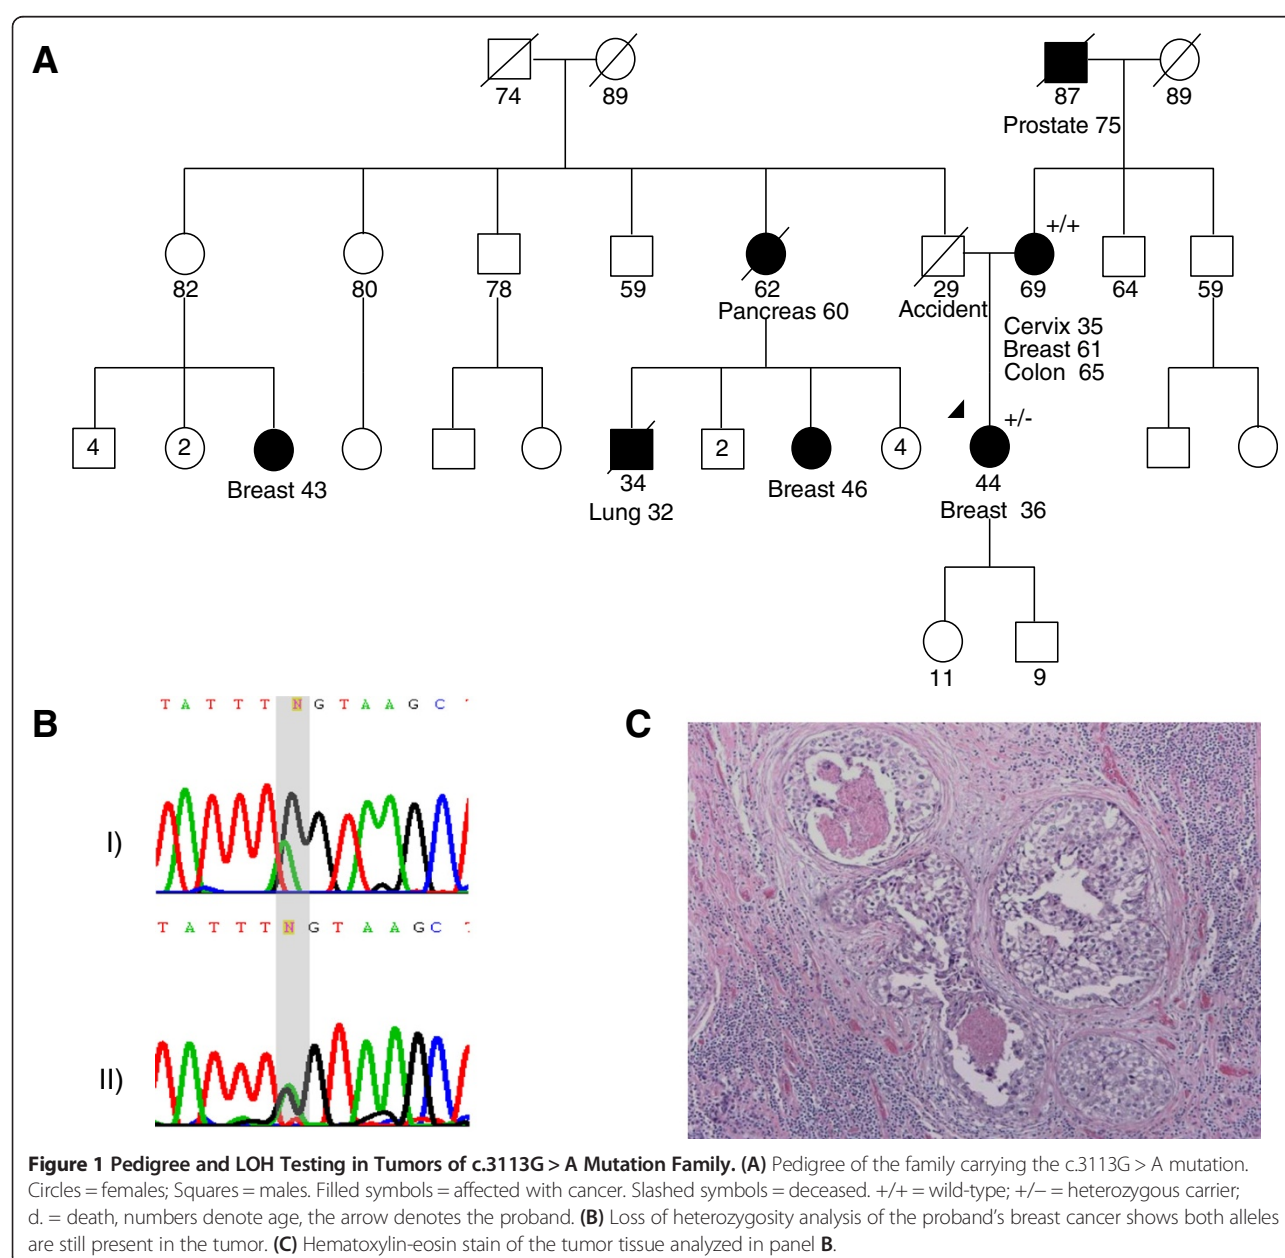 A
74 89
87 89
Prostate 75
+/+
82 80 78 59 62 29 69 64 59
Pancreas 60
Accident
Cervix 35
Breast 61
Colon 65
+/-
4 2 2 4
Breast 43
34
Lung 32
Breast 46
44
Breast 36
11 9
B
T A T T T N G T A A G C
I)
T A T T T N G T A A G C
II)
C
Figure 1 Pedigree and LOH Testing in Tumors of c.3113G > A Mutation Family. (A) Pedigree of the family carrying the c.3113G > A mutation.
Circles = females; Squares = males. Filled symbols = affected with cancer. Slashed symbols = deceased. +/+ = wild-type; +/− = heterozygous carrier;
d. = death, numbers denote age, the arrow denotes the proband. (B) Loss of heterozygosity analysis of the proband's breast cancer shows both alleles
are still present in the tumor. (C) Hematoxylin-eosin stain of the tumor tissue analyzed in panel B.